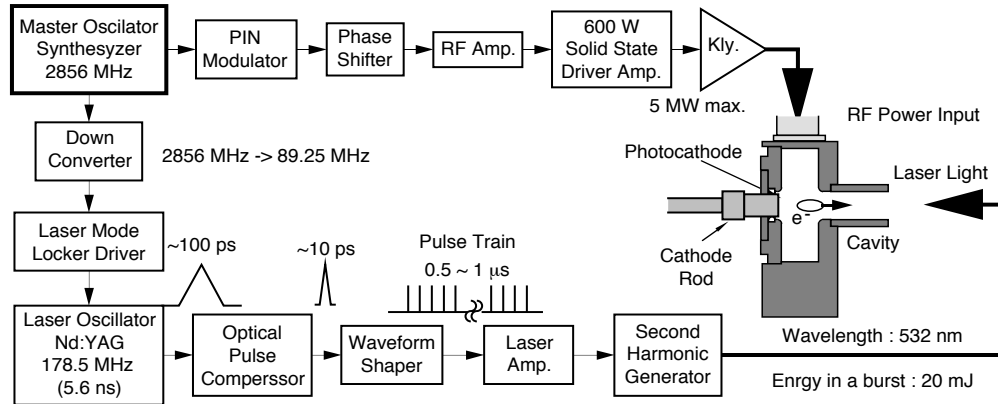 Master Oscilator
Synthesyzer
2856 MHz
PIN
Modulator
Phase
Shifter
RF Amp.
600 W
Solid State
Driver Amp.
Kly.
5 MW max.
RF Power Input
Down
Converter
2856 MHz -> 89.25 MHz
Photocathode
Laser Light
e-
Cathode
Rod
Cavity
Laser Mode
Locker Driver
~100 ps
~10 ps
Pulse Train
0.5 ~ 1 μs
Laser Oscillator
Nd:YAG
178.5 MHz
(5.6 ns)
Optical
Pulse
Comperssor
Waveform
Shaper
Laser
Amp.
Second
Harmonic
Generator
Wavelength : 532 nm
Enrgy in a burst : 20 mJ